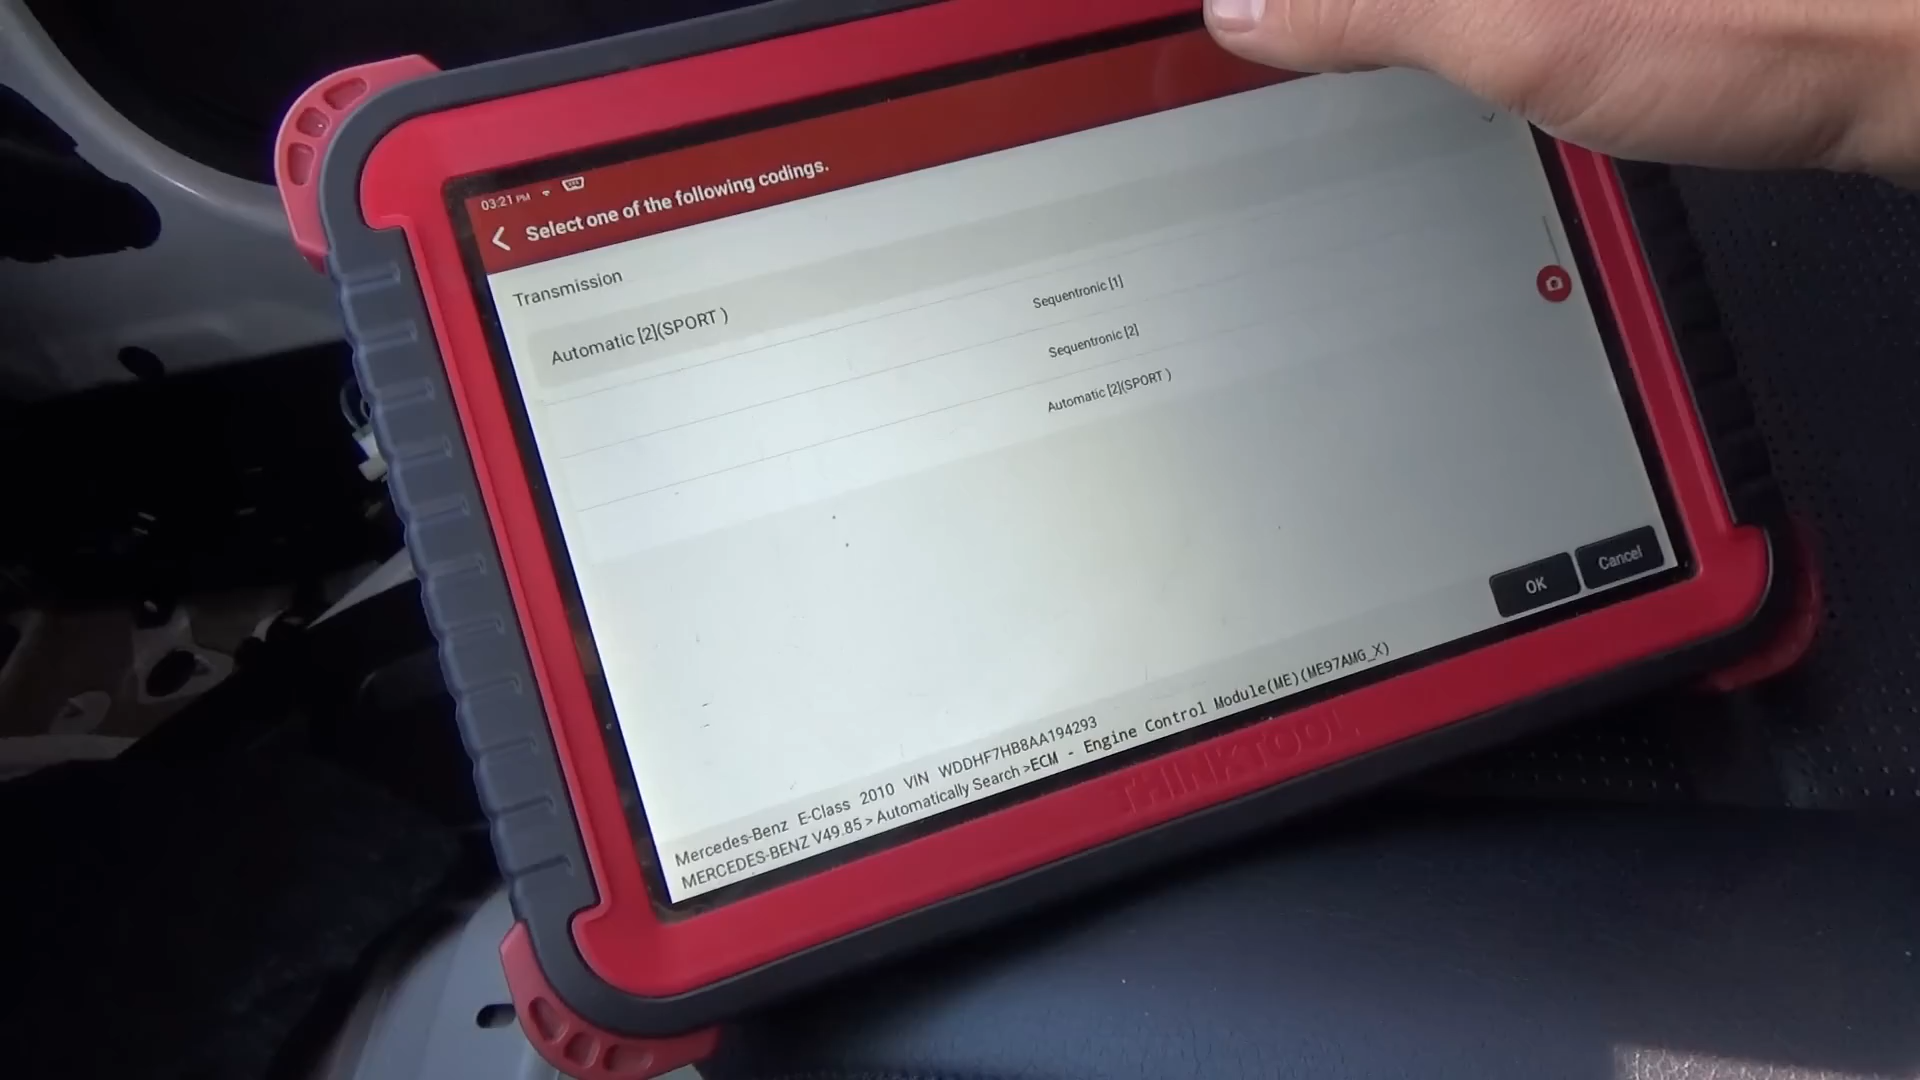 03:21 PM
Select one of the following codings.
Transmission
Automatic [2](SPORT )
Sequentronic [1]
Sequentronic [2]
Automatic [2](SPORT )
OK
Cancel
Mercedes-Benz E-Class 2010 VIN WDDHF7HB8AA194293
MERCEDES-BENZ V49.85 > Automatically Search >ECM - Engine Control Module(ME)(ME97AMG_X)
THINKTOOL